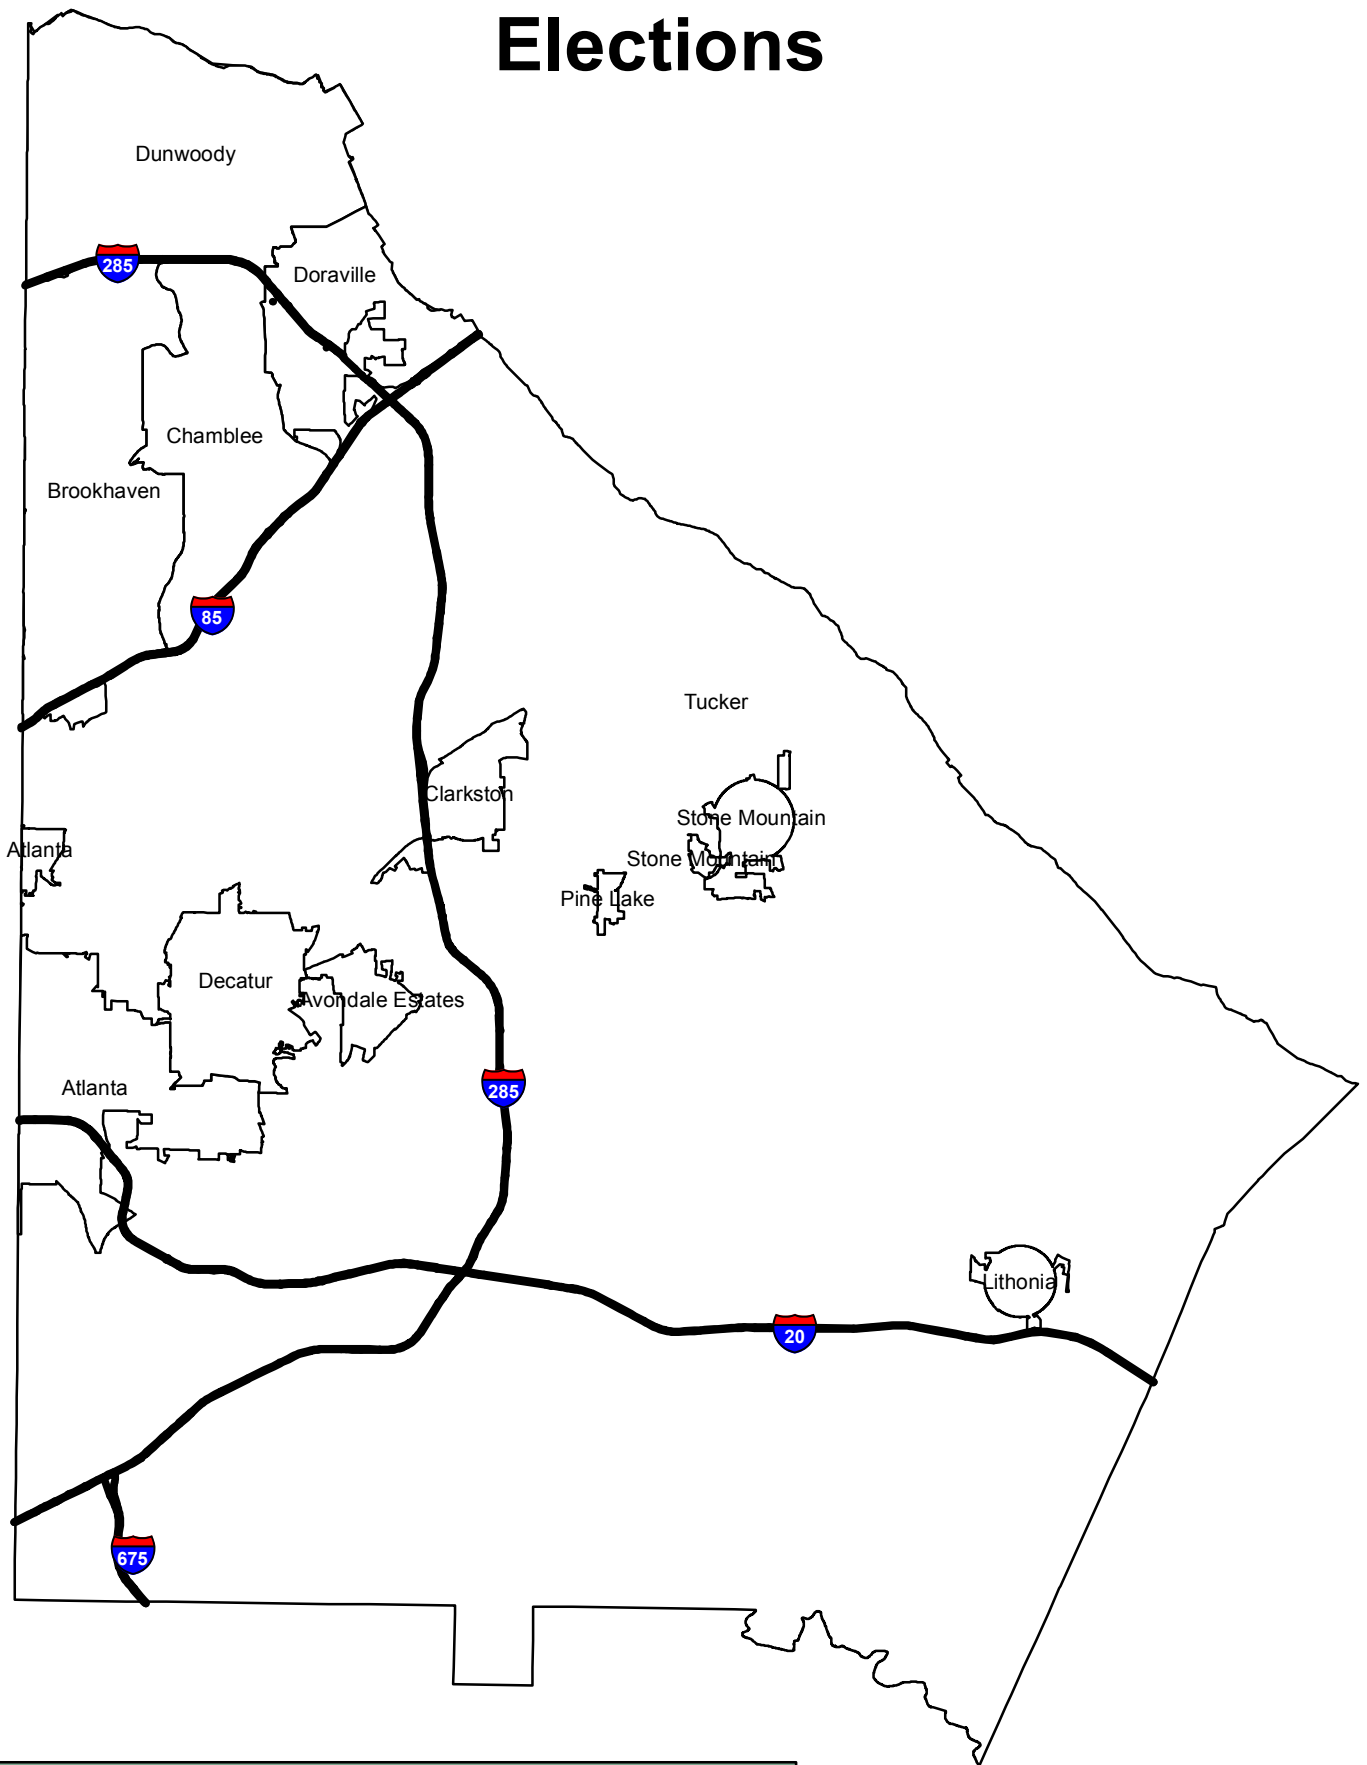 Elections
Dunwoody
285
Doraville
Chamblee
Brookhaven
85
Tucker
Clarkston
Stone Mountain
Atlanta
Stone Mountain
Pine Lake
Decatur
Avondale Estates
Atlanta
285
Lithonia
20
675